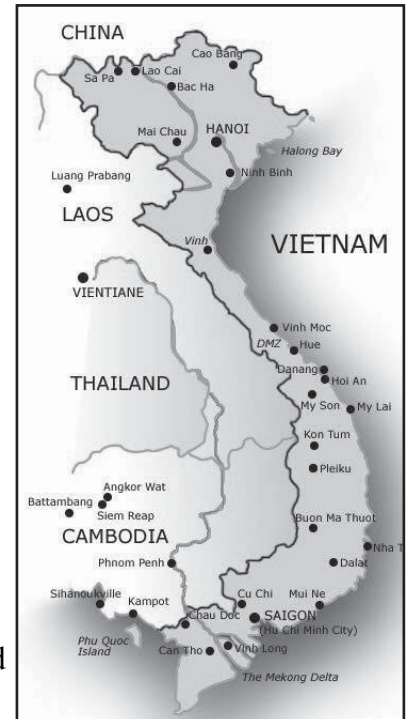 CHINA
Cao Bang
Sa Pa
Lao Cai
Bac Ha
Mai Chau
HANOI
Halong Bay
Luang Prabang
Ninh Binh
LAOS
Vinh
VIETNAM
VIENTIANE
Vinh Moc
DMZ
Hue
THAILAND
Danang
Hoi An
My Son
My Lai
Kon Tum
Pleiku
Angkor Wat
Battambang
Siem Reap
Buon Ma Thuot
CAMBODIA
Nha T
Phnom Penh
Dalat
Sihanoukville
Kampot
Cu Chi
Mui Ne
Chau Doc
SAIGON
(Hu Chi Minh City)
Phu Quoc
Island
Can Tho
Vinh Long
The Mekong Delta
d